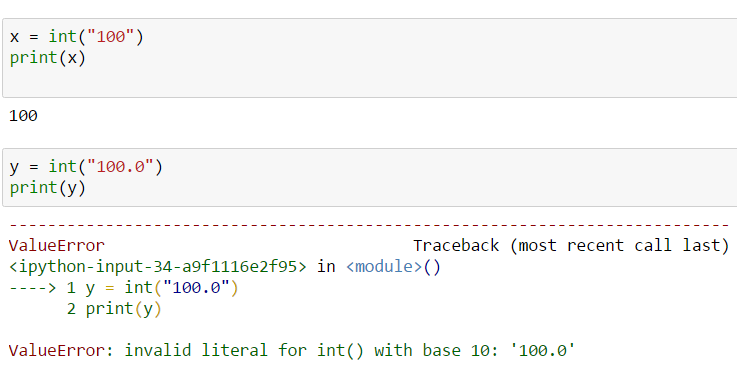 x = int("100")
print(x)
100
y = int("100.0")
print(y)
---------------------------------------------------------------------------
ValueError                                Traceback (most recent call last)
<ipython-input-34-a9f1116e2f95> in <module>()
----> 1 y = int("100.0")
      2 print(y)
ValueError: invalid literal for int() with base 10: '100.0'